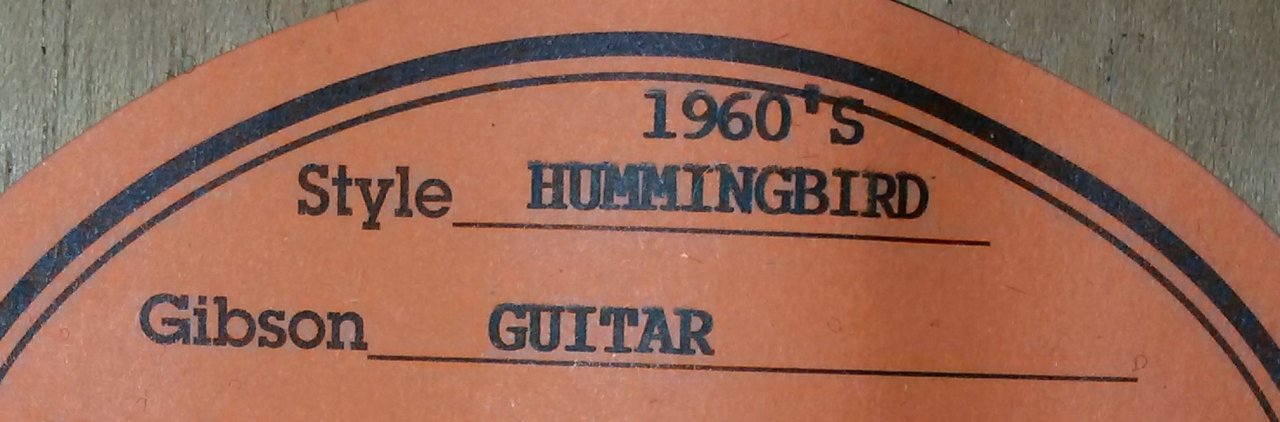 1960'S
Style HUMMINGBIRD
Gibson GUITAR